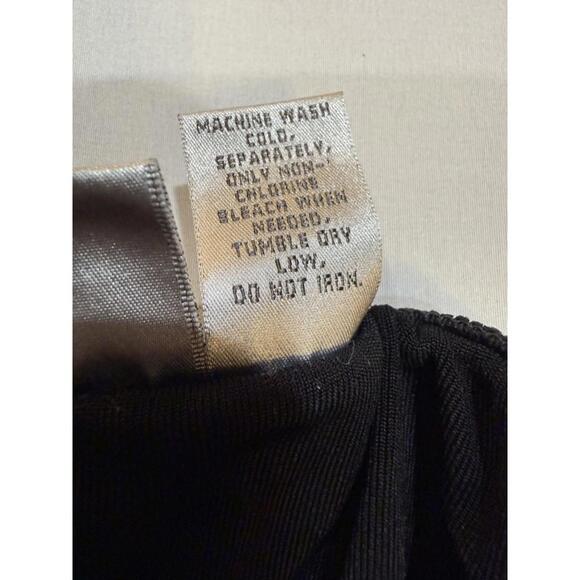 MACHINE WASH
COLD,
SEPARATELY,
ONLY NON-
CHLORINE
BLEACH WHEN
NEEDED,
TUMBLE DRY
LOW,
DO NOT IRON.